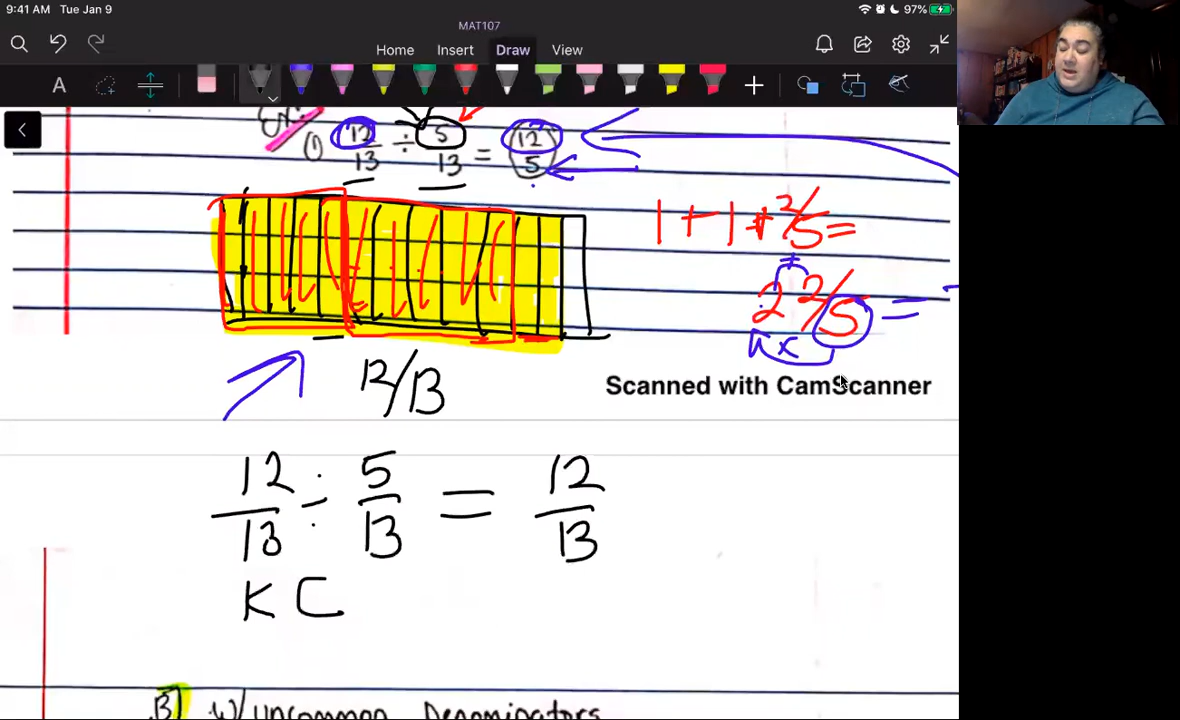 9:41 AM Tue Jan 9
97%
MAT107
Home Insert Draw View
A
Ex:
① 12/13 ÷ 5/13 = 12/5
1 + 1 + 2/5 =
+
2 2/5 =
x
12/13
Scanned with CamScanner
12/13 ÷ 5/13 = 12/13
K C
B) w/uncommon Denominators